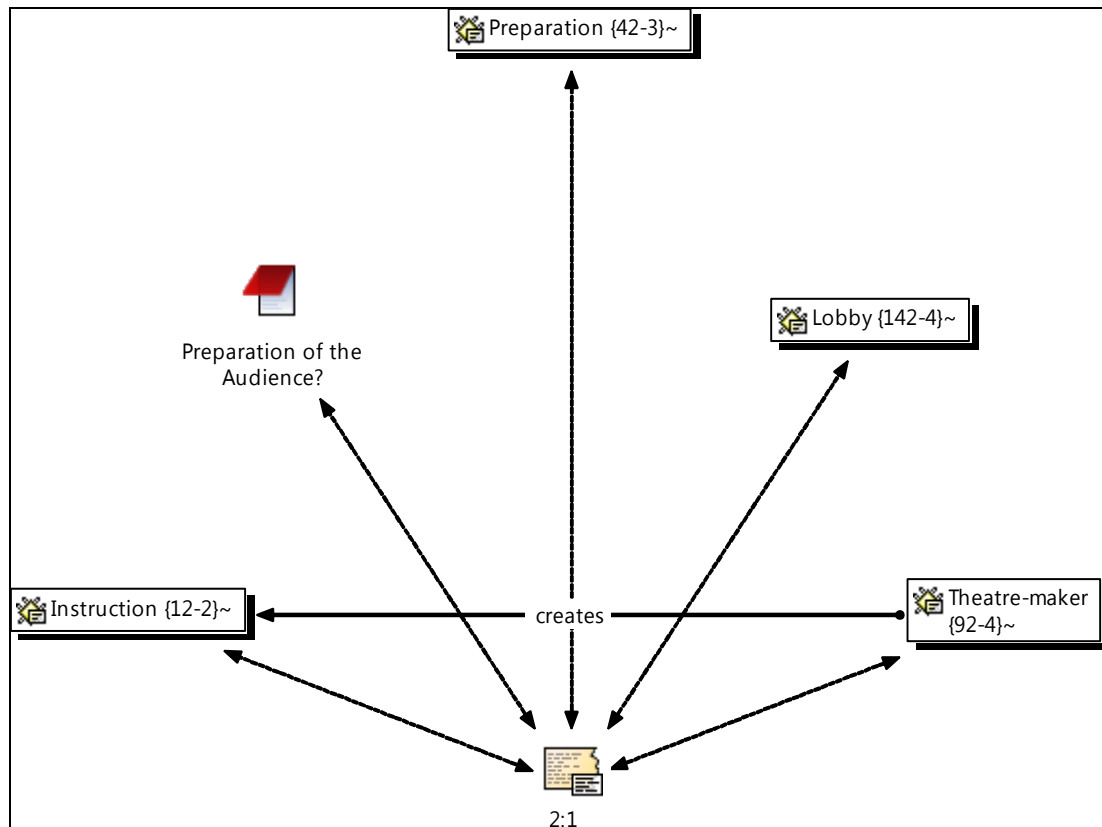 Preparation {42-3}~
Preparation of the
Audience?
Lobby {142-4}~
Instruction {12-2}~
creates
Theatre-maker
{92-4}~
2:1